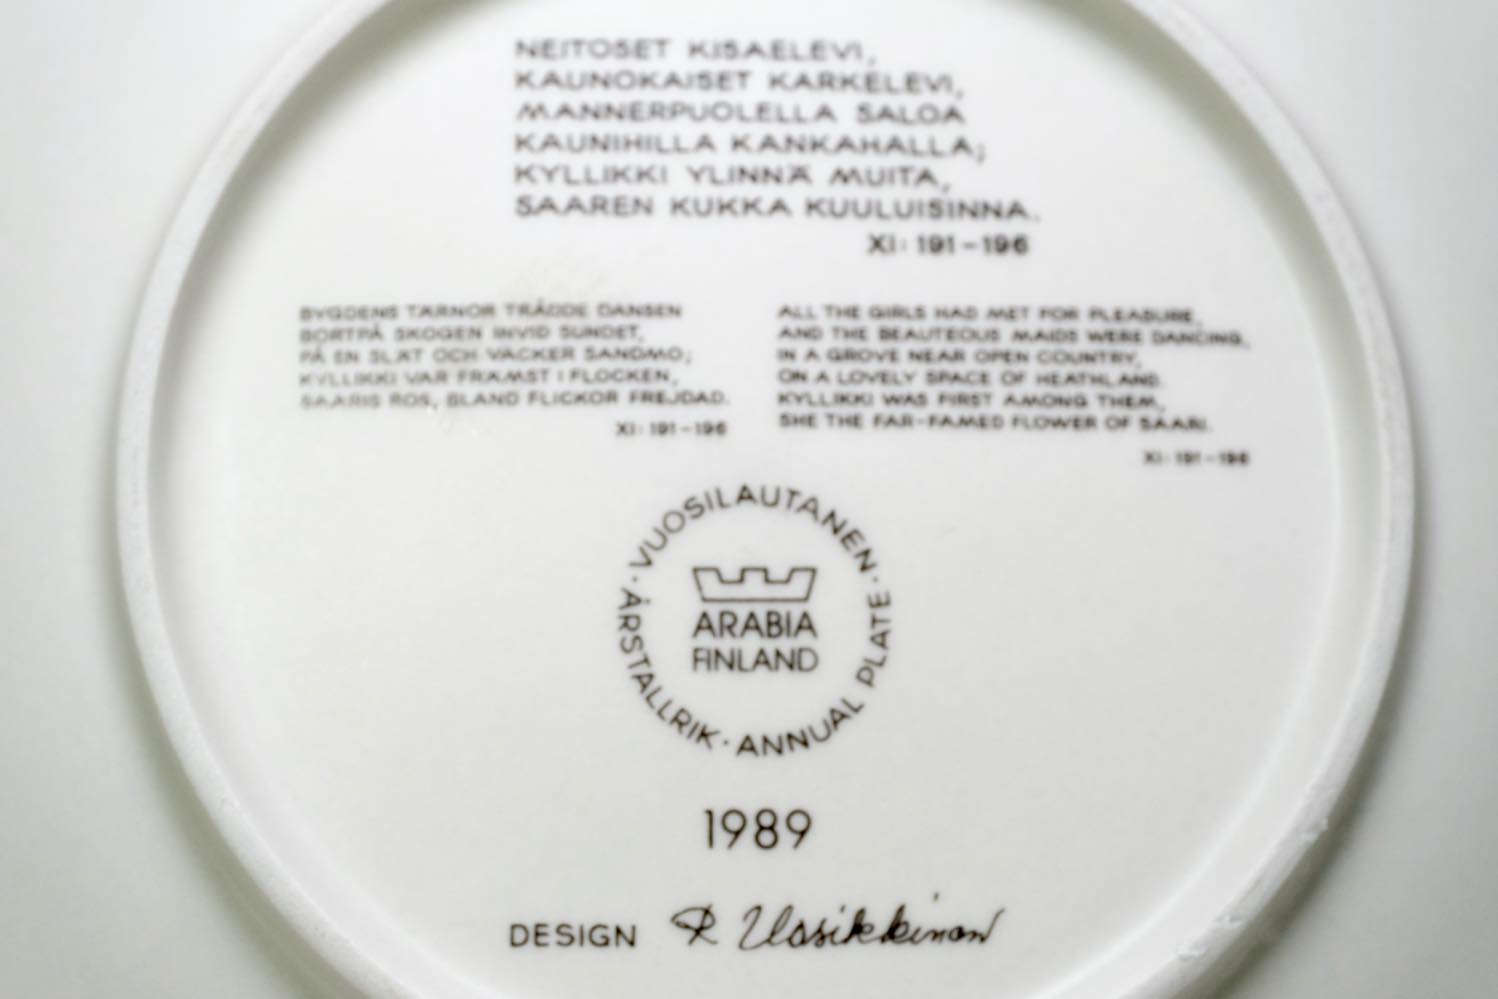 NEITOSET KISAELEVI,
KAUNOKAISET KARKELEVI,
MANNERPUOLELLA SALOA
KAUNIHILLA KANKAHALLA;
KYLLIKKI YLINNÄ MUITA,
SAAREN KUKKA KUULUISINNA.
XI: 191–196
BYGDENS TÄRNOR TRÅDDE DANSEN
BORTPÅ SKOGEN INVID SUNDET,
PÅ EN SLÄT OCH VACKER SANDMO;
KYLLIKKI VAR FRÄMST I FLOCKEN,
SAARIS ROS, BLAND FLICKOR FREJDAD.
XI: 191–196
ALL THE GIRLS HAD MET FOR PLEASURE,
AND THE BEAUTEOUS MAIDS WERE DANCING,
IN A GROVE NEAR OPEN COUNTRY,
ON A LOVELY SPACE OF HEATHLAND.
KYLLIKKI WAS FIRST AMONG THEM,
SHE THE FAR-FAMED FLOWER OF SAARI.
XI: 191–196
· VUOSILAUTANEN · ANNUAL PLATE · ÅRSTALLRIK
ARABIA
FINLAND
1989
DESIGN R Uosikkinen